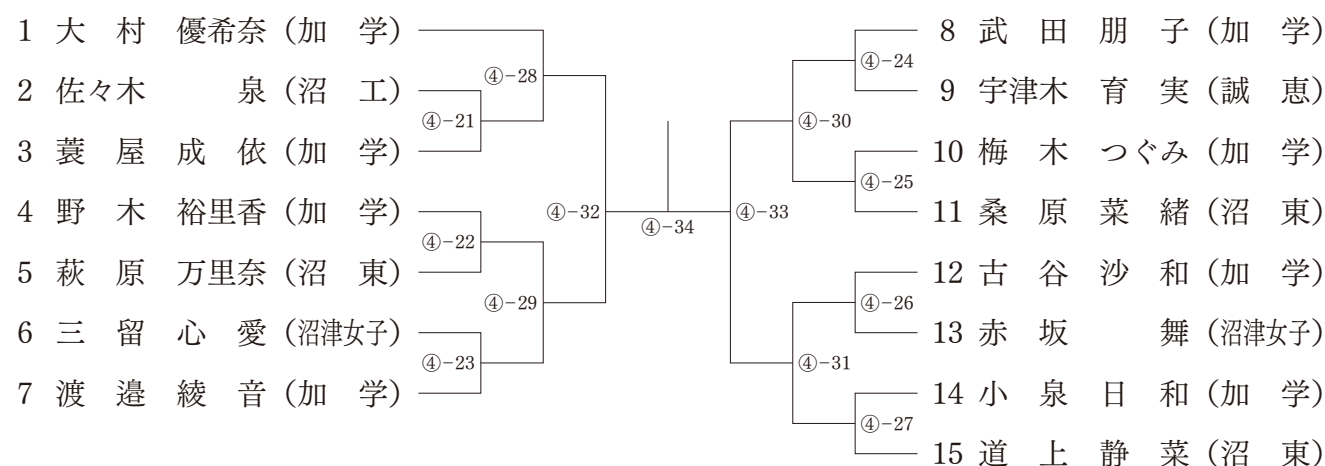 1 大 村 優希奈 (加 学)
④-28
2 佐々木 泉 (沼 工)
④-21
3 蓑 屋 成 依 (加 学)
④-32
4 野 木 裕里香 (加 学)
④-22
5 萩 原 万里奈 (沼 東)
④-29
6 三 留 心 愛 (沼津女子)
④-23
7 渡 邉 綾 音 (加 学)
④-34
8 武 田 朋 子 (加 学)
④-24
9 宇津木 育 実 (誠 恵)
④-30
10 梅 木 つぐみ (加 学)
④-25
11 桑 原 菜 緒 (沼 東)
④-33
12 古 谷 沙 和 (加 学)
④-26
13 赤 坂 舞 (沼津女子)
④-31
14 小 泉 日 和 (加 学)
④-27
15 道 上 静 菜 (沼 東)